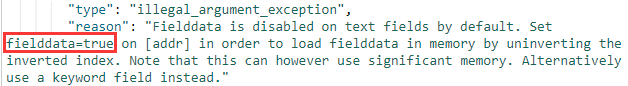 "type": "illegal_argument_exception",
"reason": "Fielddata is disabled on text fields by default. Set
fielddata=true on [addr] in order to load fielddata in memory by uninverting the
inverted index. Note that this can however use significant memory. Alternatively
use a keyword field instead."